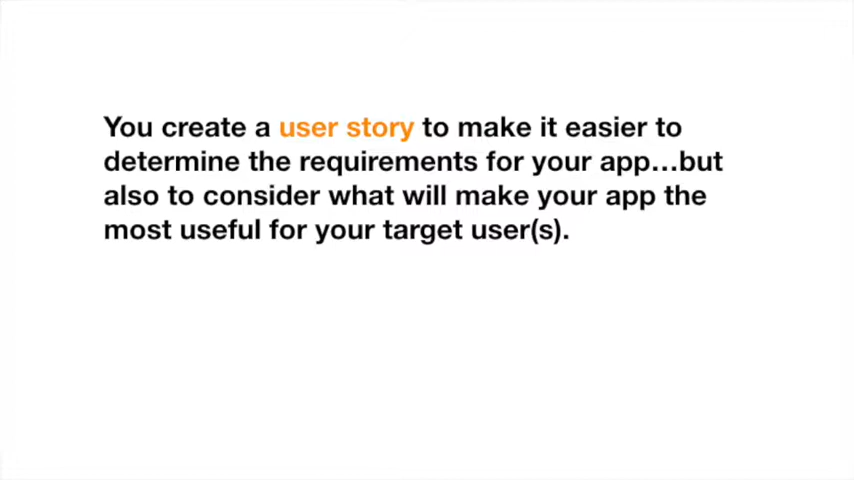 You create a user story to make it easier to
determine the requirements for your app...but
also to consider what will make your app the
most useful for your target user(s).